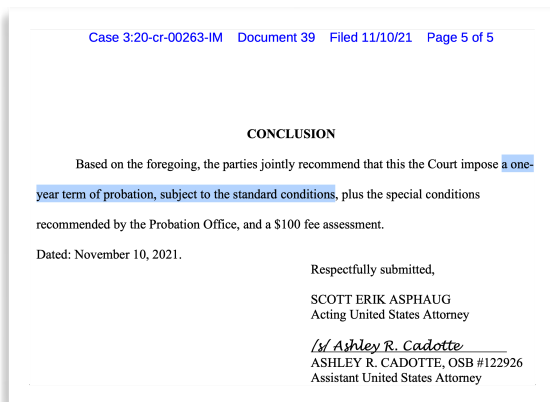 Case 3:20-cr-00263-IM Document 39 Filed 11/10/21 Page 5 of 5
CONCLUSION
Based on the foregoing, the parties jointly recommend that this the Court impose a one-
year term of probation, subject to the standard conditions, plus the special conditions
recommended by the Probation Office, and a $100 fee assessment.
Dated: November 10, 2021.
Respectfully submitted,
SCOTT ERIK ASPHAUG
Acting United States Attorney
/s/ Ashley R. Cadotte
ASHLEY R. CADOTTE, OSB #122926
Assistant United States Attorney